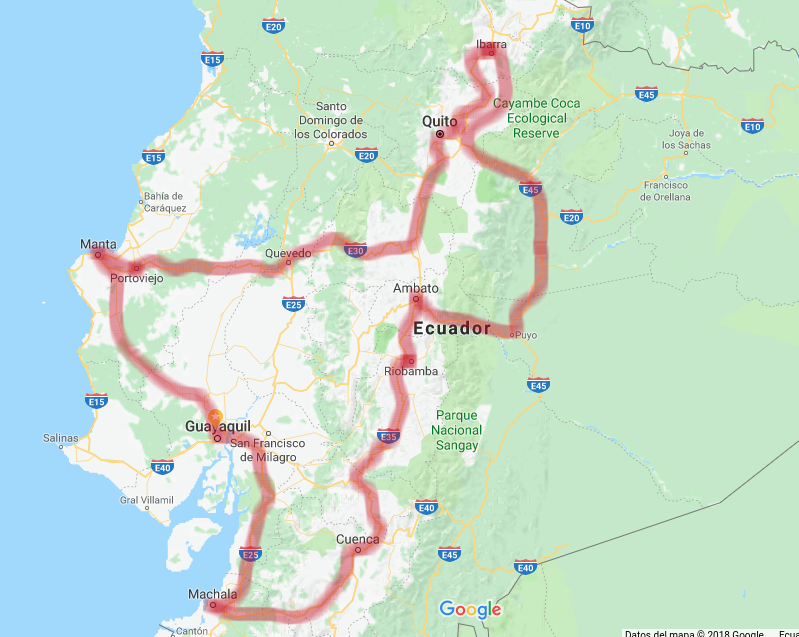 E20
E10
E15
Ibarra
E45
Cayambe Coca
Ecological
Reserve
Santo
Domingo de
los Colorados
Quito
E10
Joya de
los Sachas
E15
E20
E45
Francisco
de Orellana
Bahía de
Caráquez
E20
Manta
Quevedo
E30
Portoviejo
Ambato
E25
Ecuador
Puyo
Riobamba
E45
E15
Parque
Nacional
Sangay
Guayaquil
E35
San Francisco
de Milagro
Salinas
E40
Gral Villamil
E40
Cuenca
E25
E45
E40
Machala
Google
Cantón
Datos del mapa © 2018 Google
Ecua